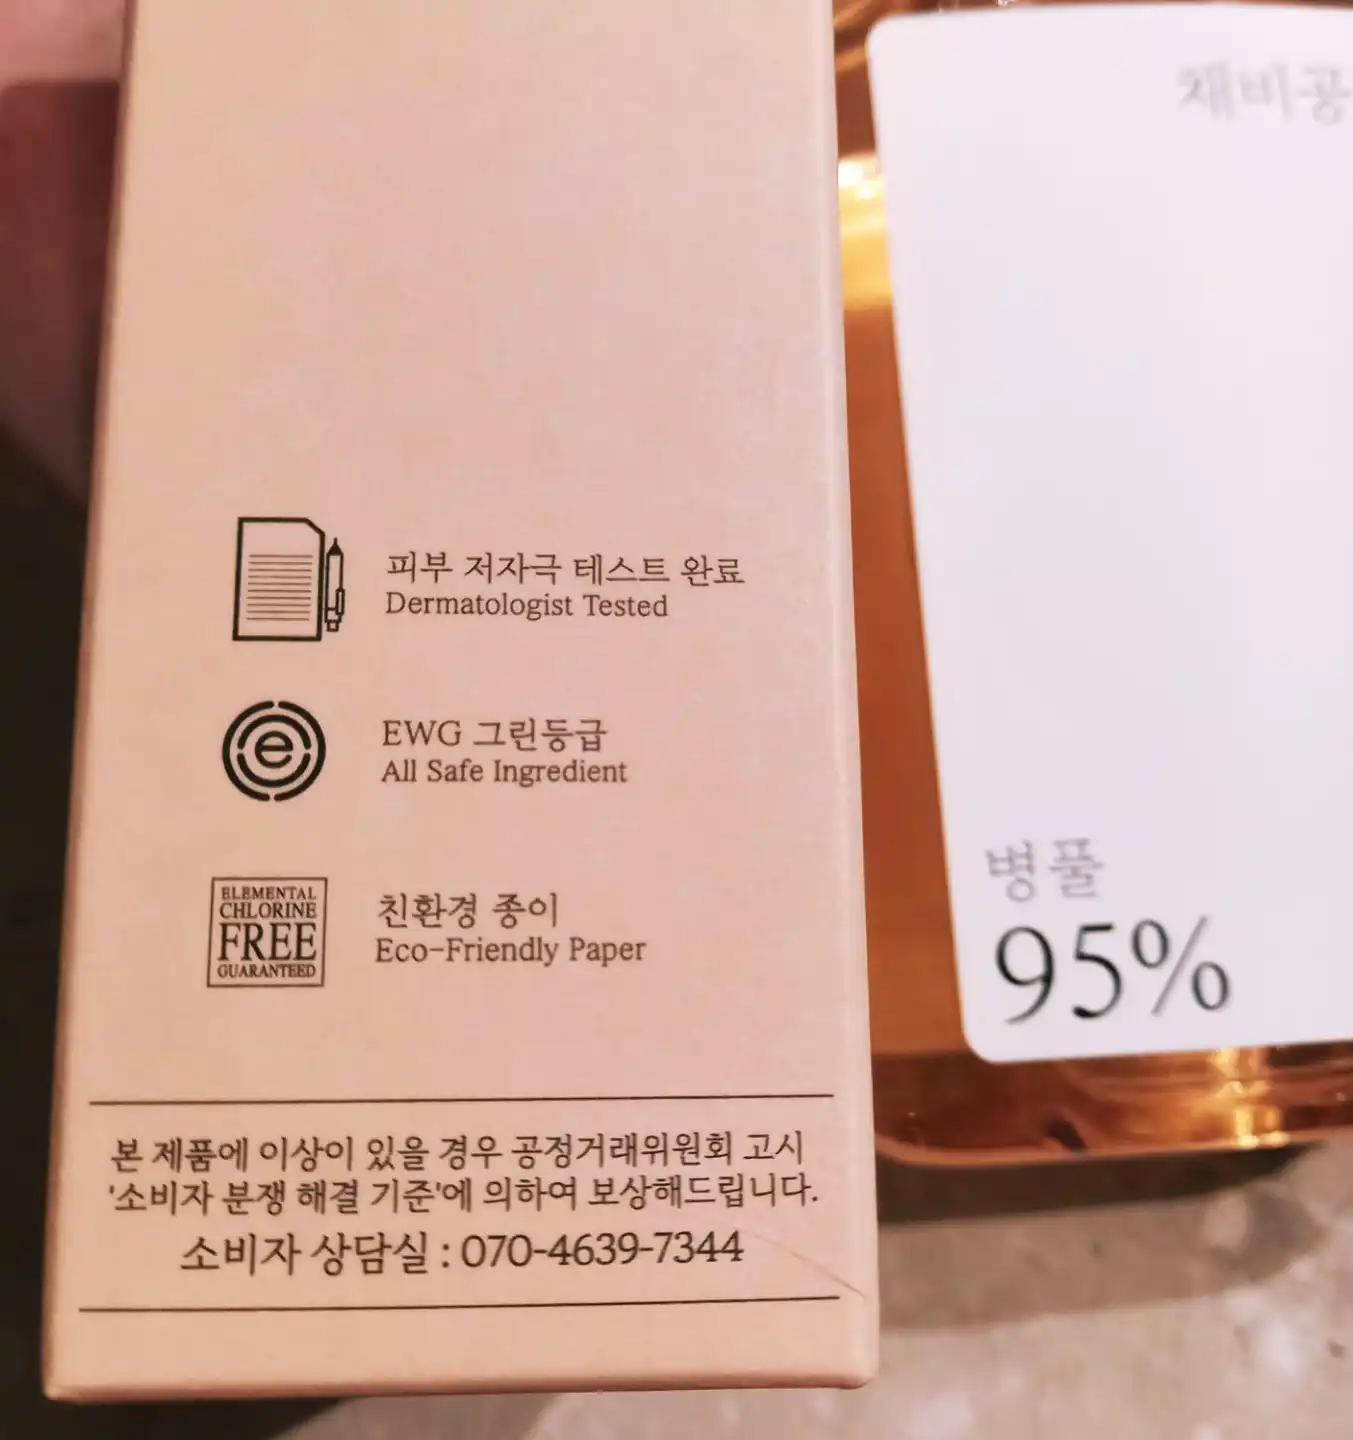 피부 저자극 테스트 완료
Dermatologist Tested
e
EWG 그린등급
All Safe Ingredient
ELEMENTAL
CHLORINE
FREE
GUARANTEED
친환경 종이
Eco-Friendly Paper
본 제품에 이상이 있을 경우 공정거래위원회 고시
'소비자 분쟁 해결 기준'에 의하여 보상해드립니다.
소비자 상담실 : 070-4639-7344
채비공
병풀
95%